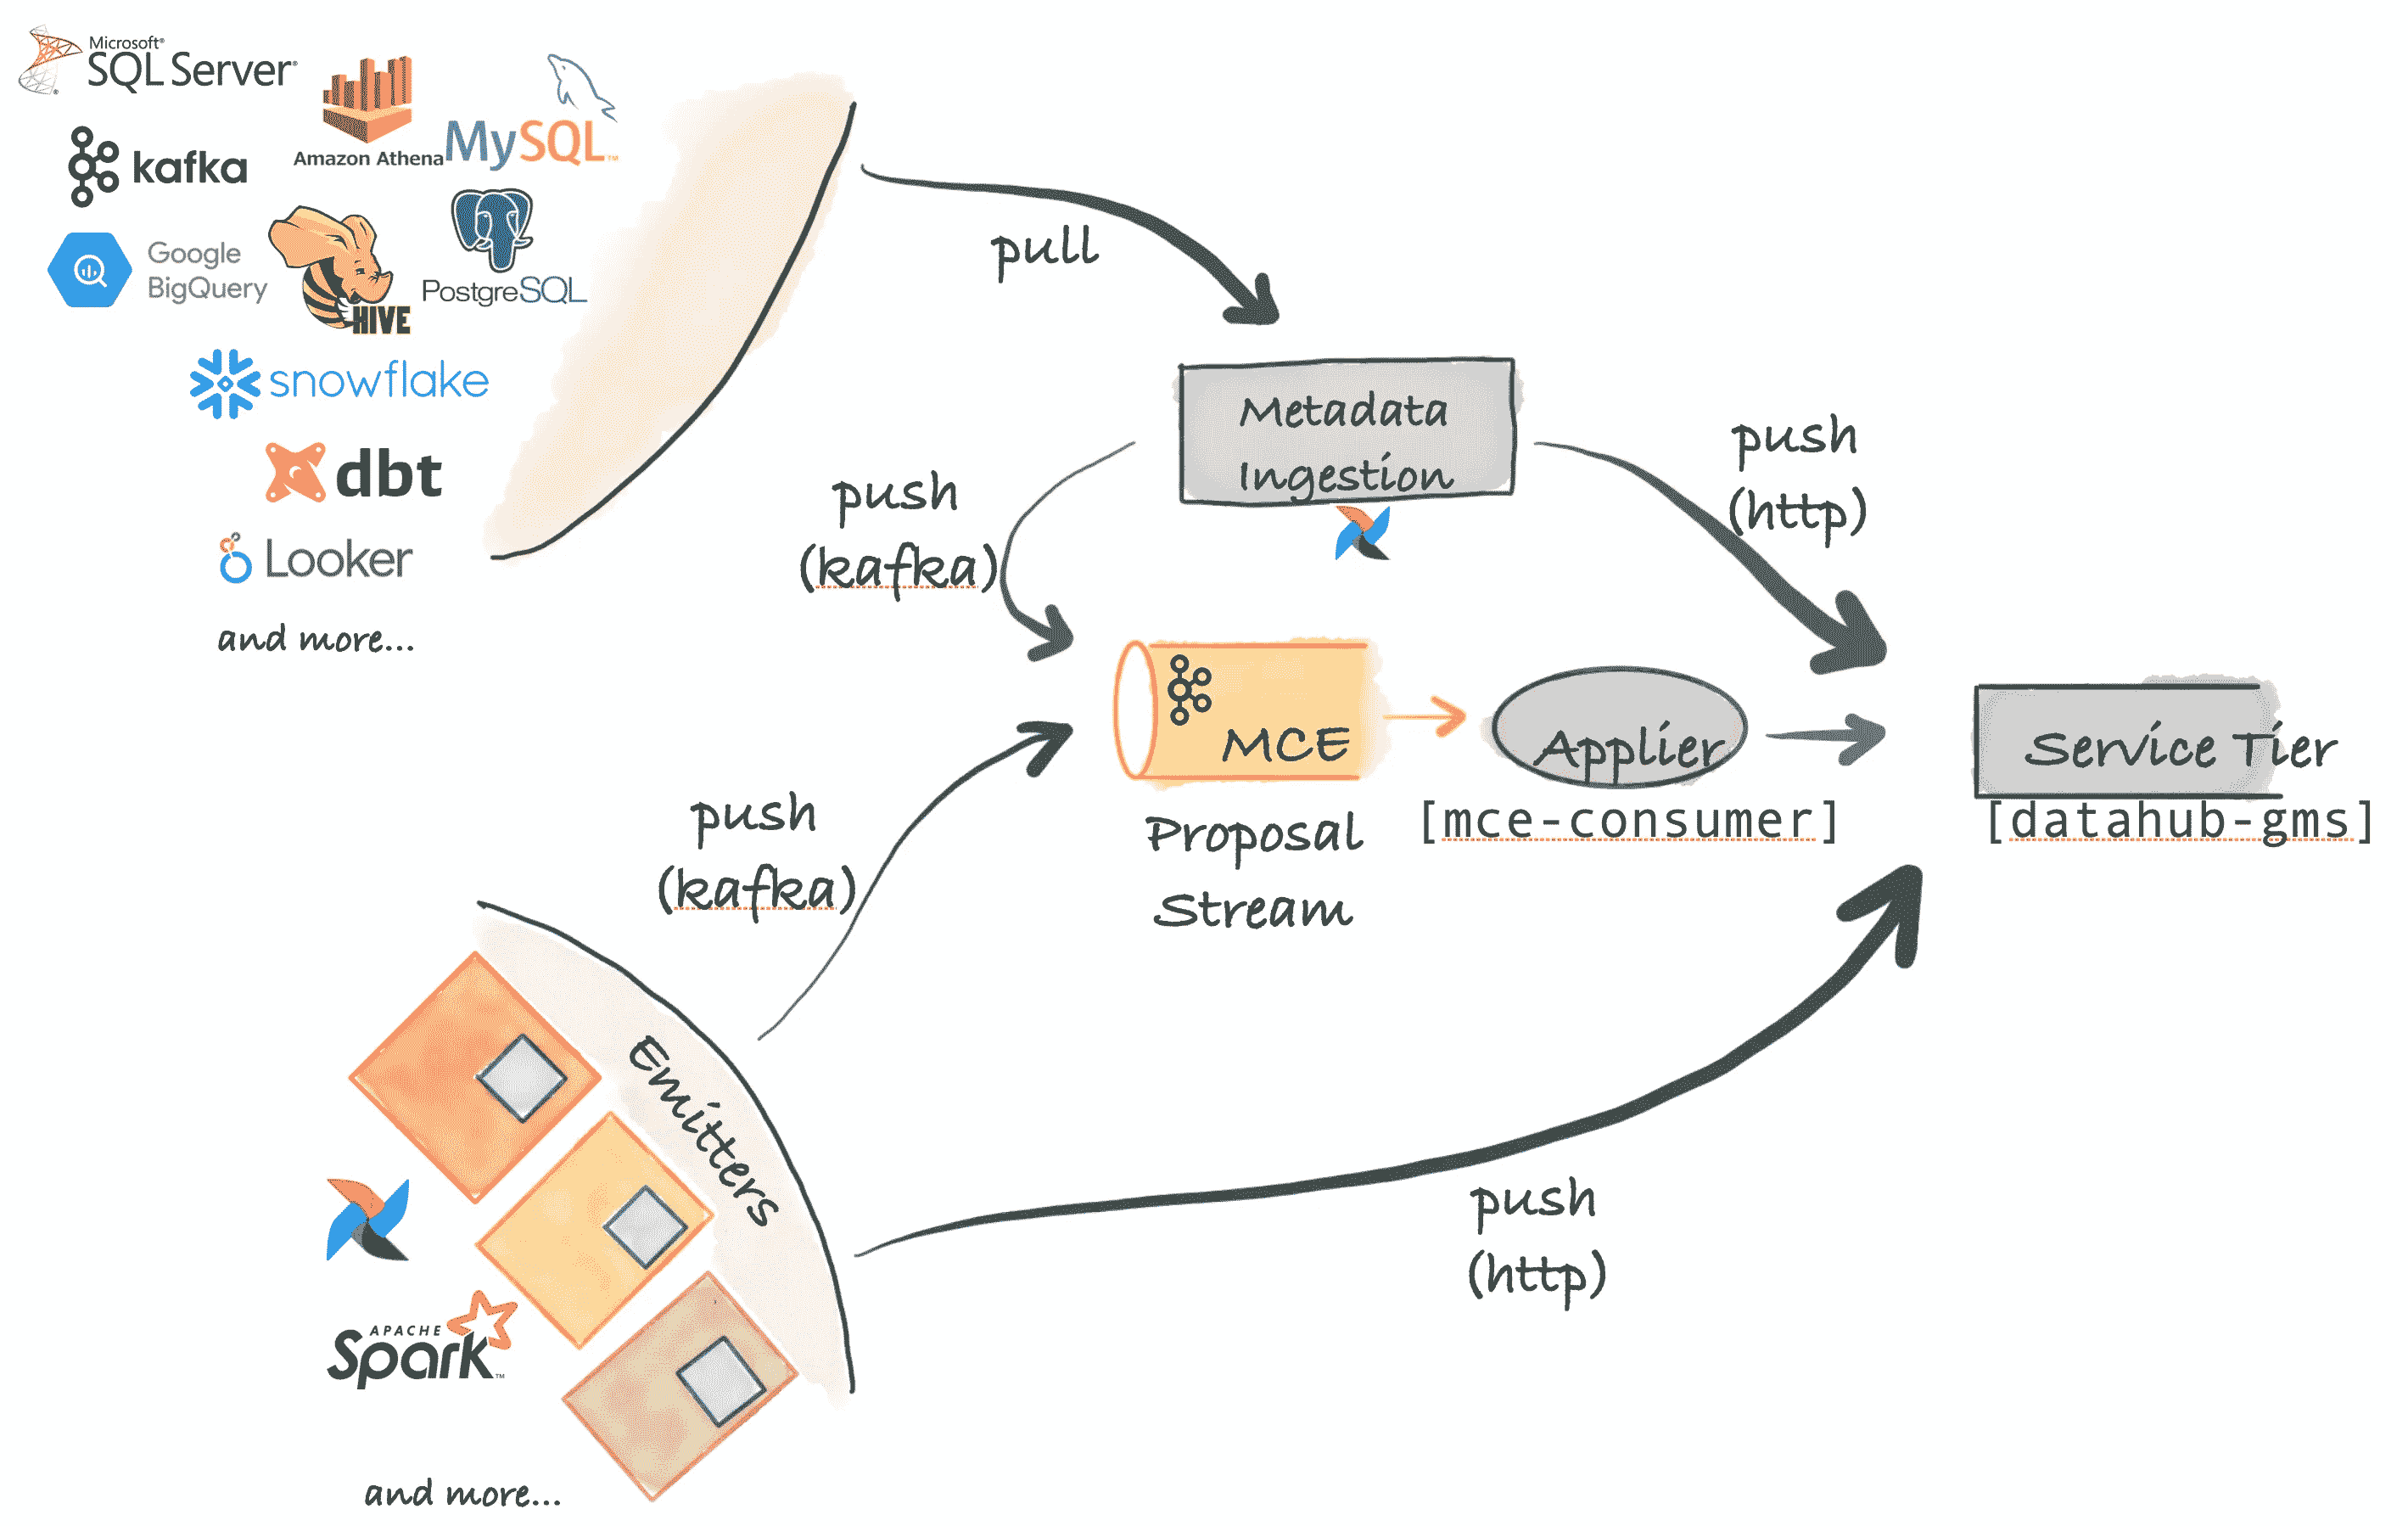 Microsoft®
SQL Server®
Amazon Athena
MySQL™
kafka
Google
BigQuery
HIVE
PostgreSQL
snowflake
dbt
Looker
and more...
pull
Metadata
Ingestion
push
(http)
push
(kafka)
MCE
Proposal
Stream
Applier
[mce-consumer]
Service Tier
[datahub-gms]
push
(kafka)
Emitters
push
(http)
APACHE
Spark™
and more...